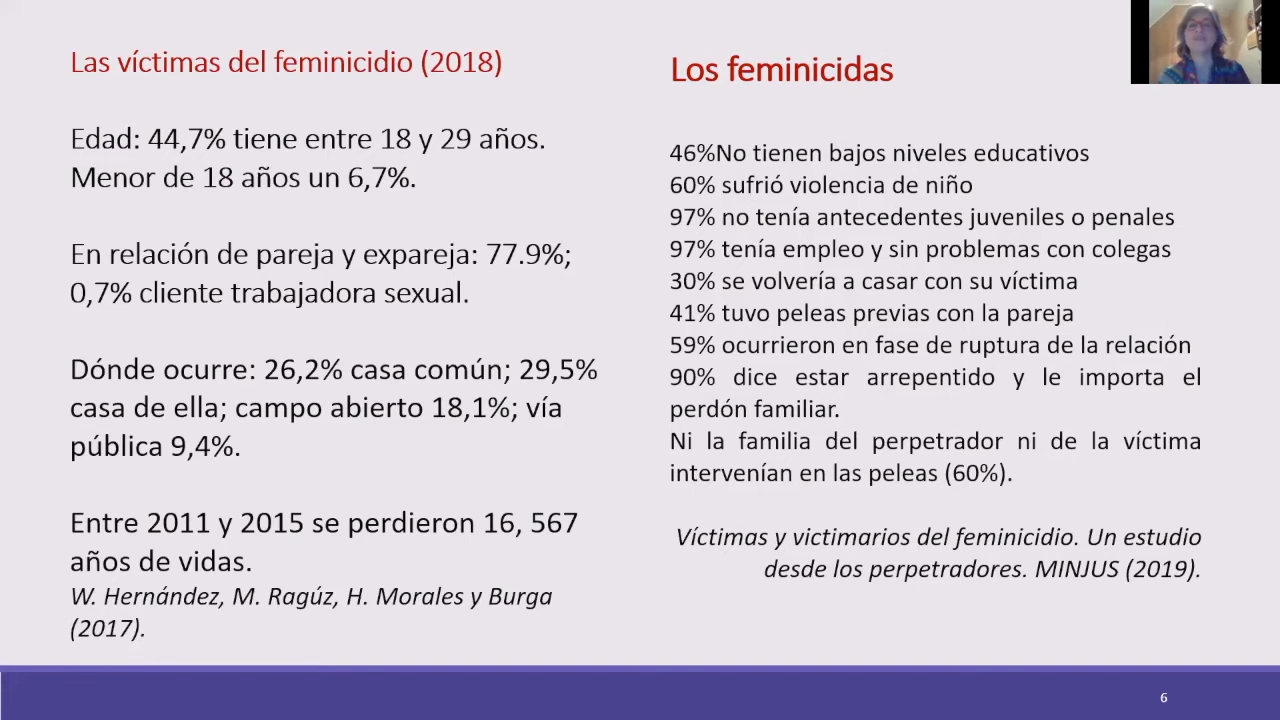 Las víctimas del feminicidio (2018)
Edad: 44,7% tiene entre 18 y 29 años.
Menor de 18 años un 6,7%.
En relación de pareja y expareja: 77.9%;
0,7% cliente trabajadora sexual.
Dónde ocurre: 26,2% casa común; 29,5%
casa de ella; campo abierto 18,1%; vía
pública 9,4%.
Entre 2011 y 2015 se perdieron 16, 567
años de vidas.
W. Hernández, M. Ragúz, H. Morales y Burga
(2017).
Los feminicidas
46%No tienen bajos niveles educativos
60% sufrió violencia de niño
97% no tenía antecedentes juveniles o penales
97% tenía empleo y sin problemas con colegas
30% se volvería a casar con su víctima
41% tuvo peleas previas con la pareja
59% ocurrieron en fase de ruptura de la relación
90% dice estar arrepentido y le importa el
perdón familiar.
Ni la familia del perpetrador ni de la víctima
intervenían en las peleas (60%).
Víctimas y victimarios del feminicidio. Un estudio
desde los perpetradores. MINJUS (2019).
6